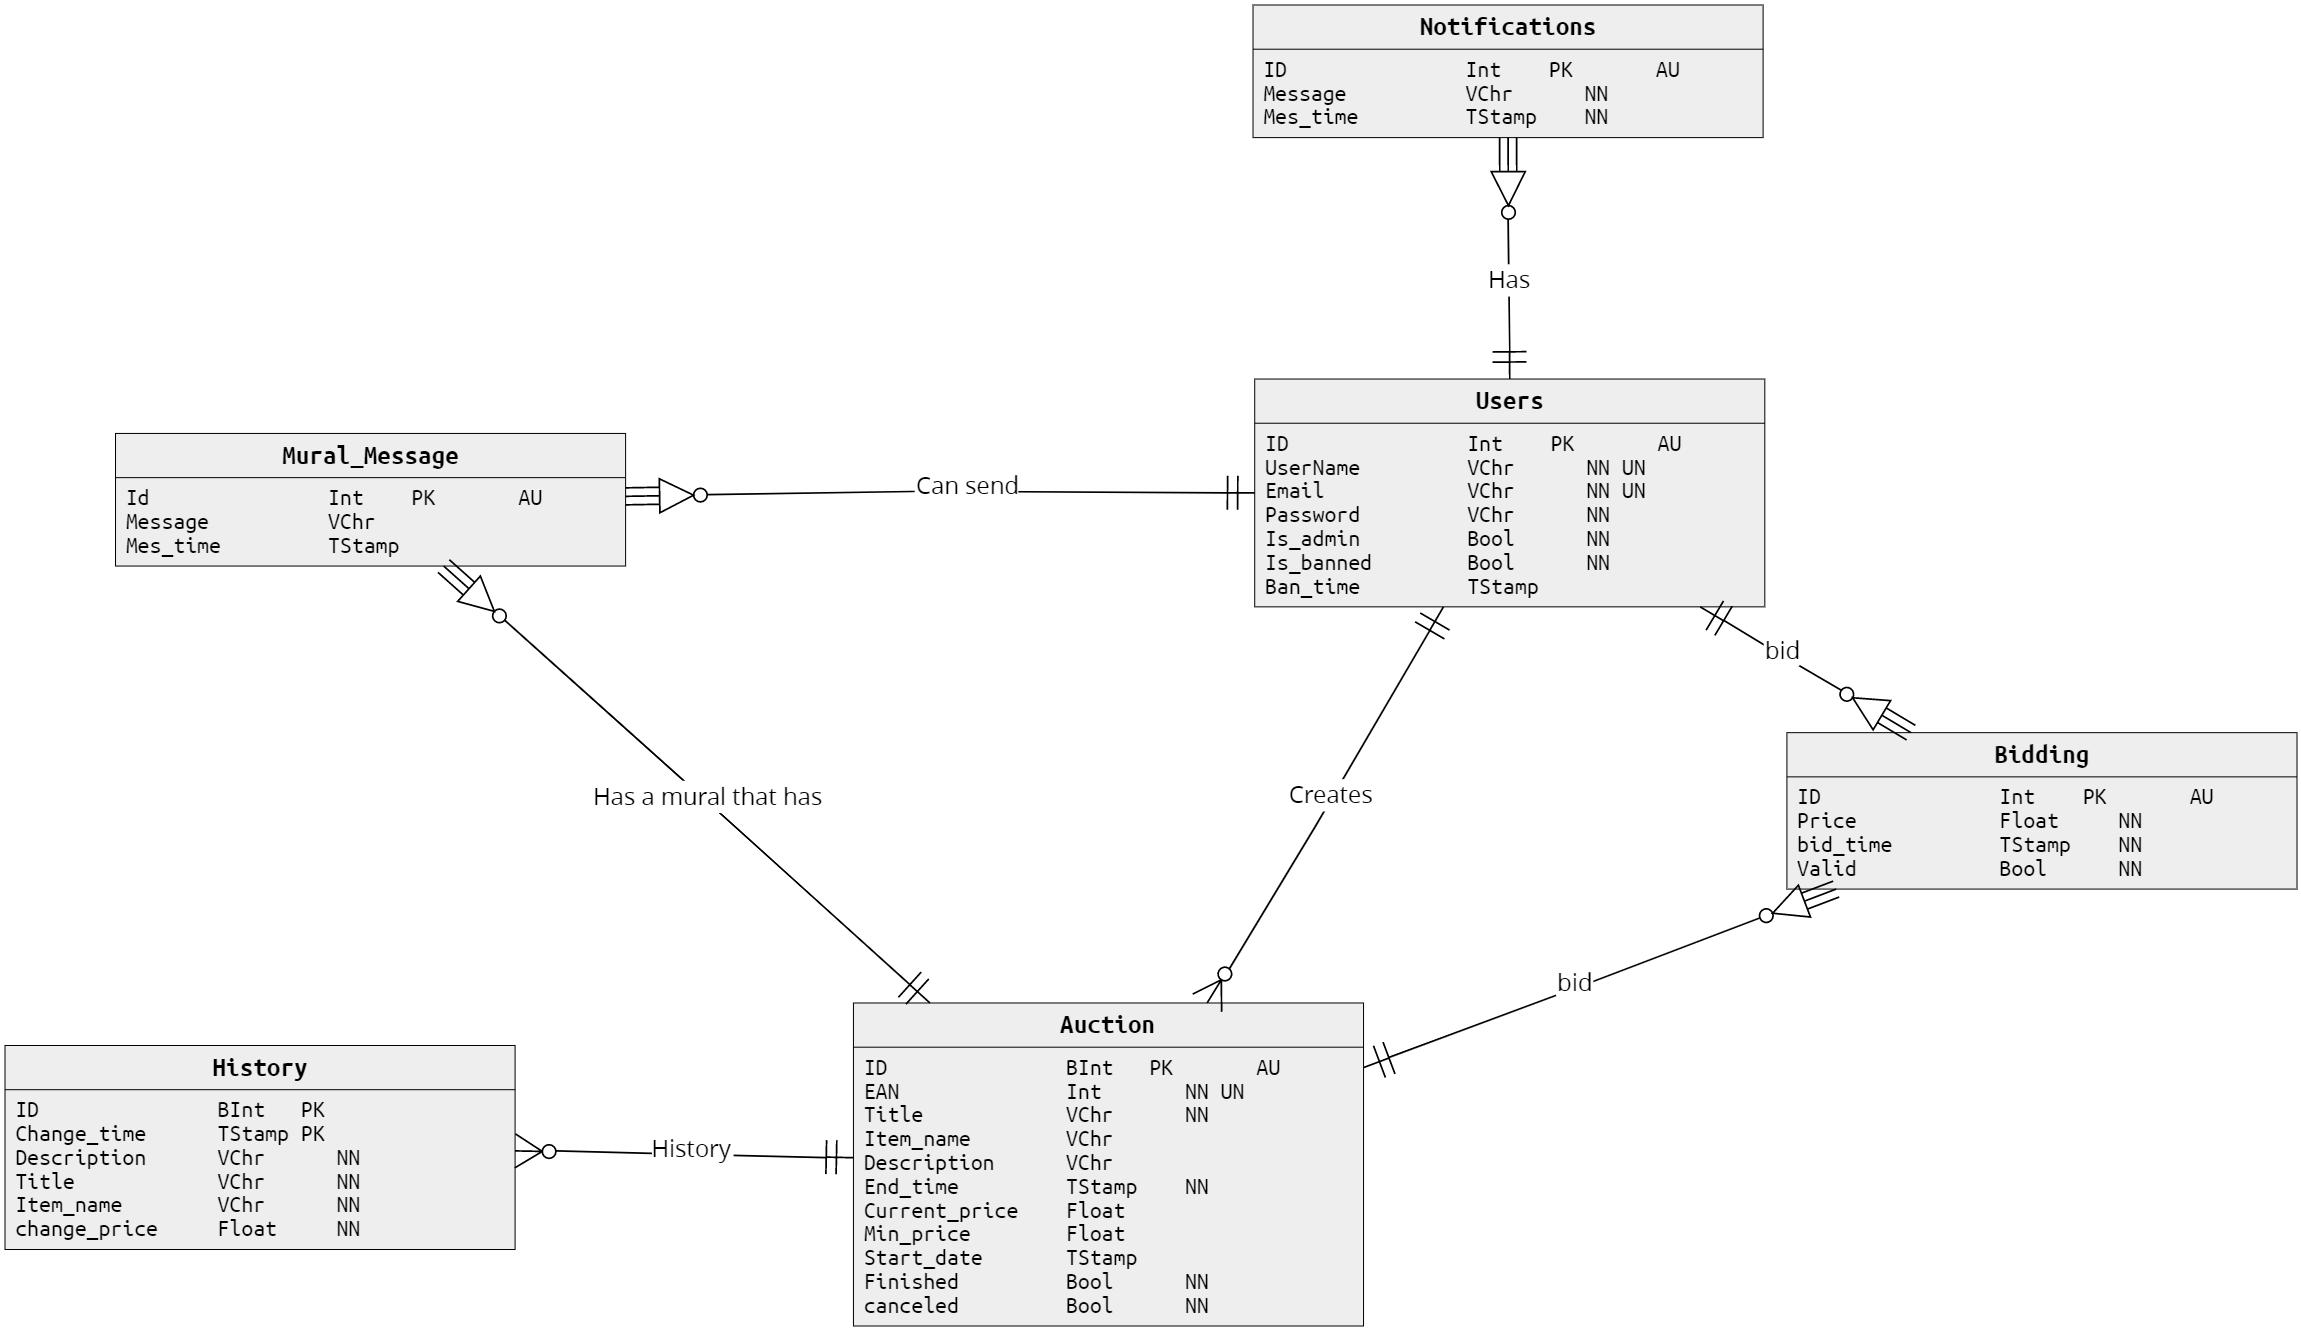 Notifications
ID Int PK AU
Message VChr NN
Mes_time TStamp NN
Has
Users
ID Int PK AU
UserName VChr NN UN
Email VChr NN UN
Password VChr NN
Is_admin Bool NN
Is_banned Bool NN
Ban_time TStamp
Mural_Message
Id Int PK AU
Message VChr
Mes_time TStamp
Can send
bid
Has a mural that has
Creates
Bidding
ID Int PK AU
Price Float NN
bid_time TStamp NN
Valid Bool NN
bid
History
ID BInt PK
Change_time TStamp PK
Description VChr NN
Title VChr NN
Item_name VChr NN
change_price Float NN
History
Auction
ID BInt PK AU
EAN Int NN UN
Title VChr NN
Item_name VChr
Description VChr
End_time TStamp NN
Current_price Float
Min_price Float
Start_date TStamp
Finished Bool NN
canceled Bool NN